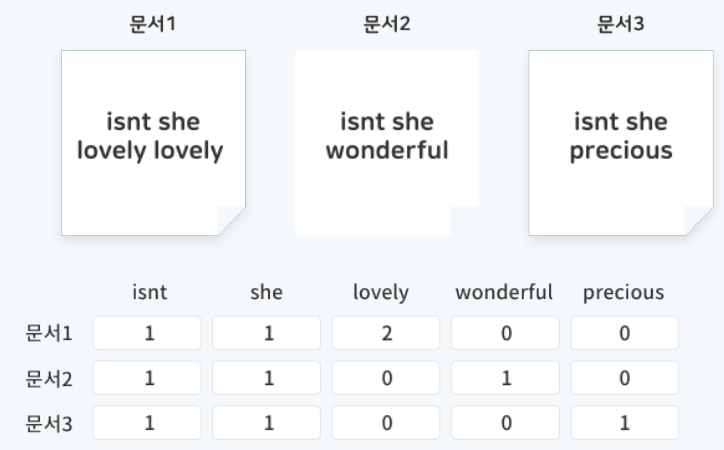 문서1 문서2 문서3
isnt she
lovely lovely
isnt she
wonderful
isnt she
precious
isnt she lovely wonderful precious
문서1 1 1 2 0 0
문서2 1 1 0 1 0
문서3 1 1 0 0 1